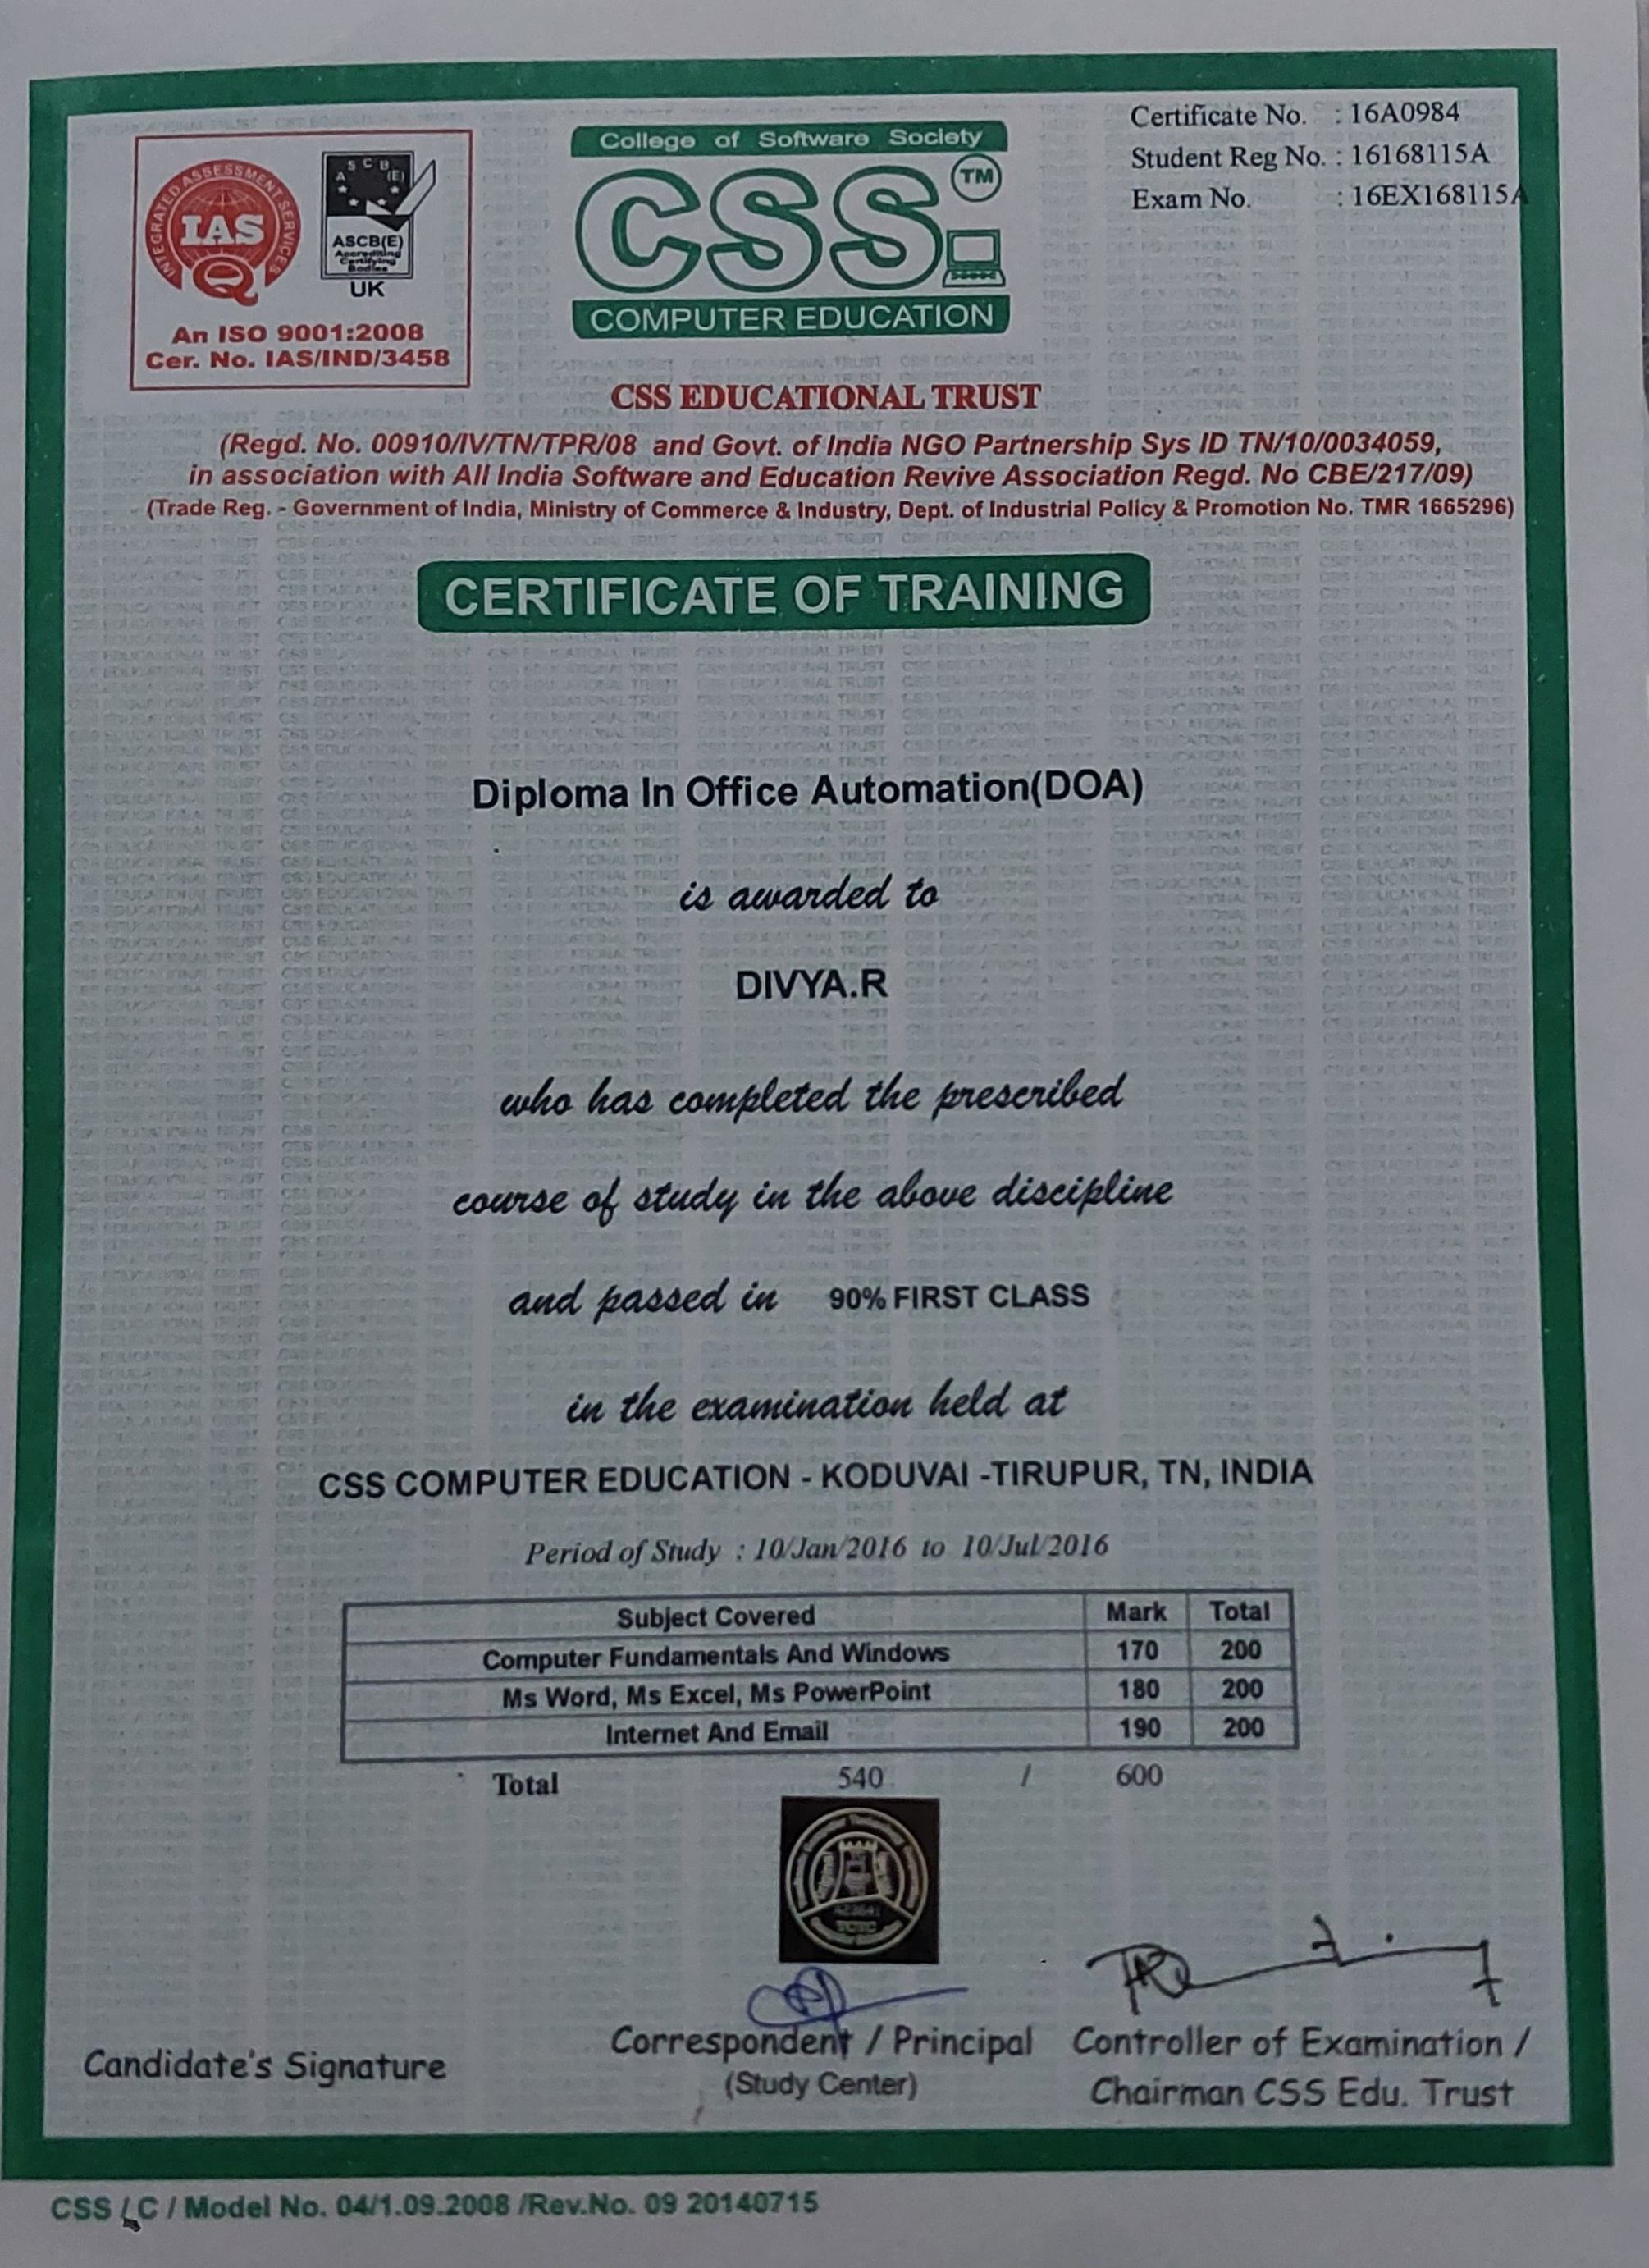 Certificate No. : 16A0984
Student Reg No. : 16168115A
Exam No. : 16EX168115A
INTEGRATED ASSESSMENT SERVICES
IAS
Q
A S C B (E)
ASCB(E)
Accrediting
Certifying
Bodies
UK
An ISO 9001:2008
Cer. No. IAS/IND/3458
College of Software Society
CSS
TM
COMPUTER EDUCATION
CSS EDUCATIONAL TRUST
(Regd. No. 00910/IV/TN/TPR/08 and Govt. of India NGO Partnership Sys ID TN/10/0034059,
in association with All India Software and Education Revive Association Regd. No CBE/217/09)
(Trade Reg. - Government of India, Ministry of Commerce & Industry, Dept. of Industrial Policy & Promotion No. TMR 1665296)
CERTIFICATE OF TRAINING
Diploma In Office Automation(DOA)
is awarded to
DIVYA.R
who has completed the prescribed
course of study in the above discipline
and passed in 90% FIRST CLASS
in the examination held at
CSS COMPUTER EDUCATION - KODUVAI -TIRUPUR, TN, INDIA
Period of Study : 10/Jan/2016 to 10/Jul/2016
Subject Covered Mark Total
Computer Fundamentals And Windows 170 200
Ms Word, Ms Excel, Ms PowerPoint 180 200
Internet And Email 190 200
Total 540 / 600
Candidate's Signature
Correspondent / Principal
(Study Center)
Controller of Examination /
Chairman CSS Edu. Trust
CSS / C / Model No. 04/1.09.2008 /Rev.No. 09 20140715